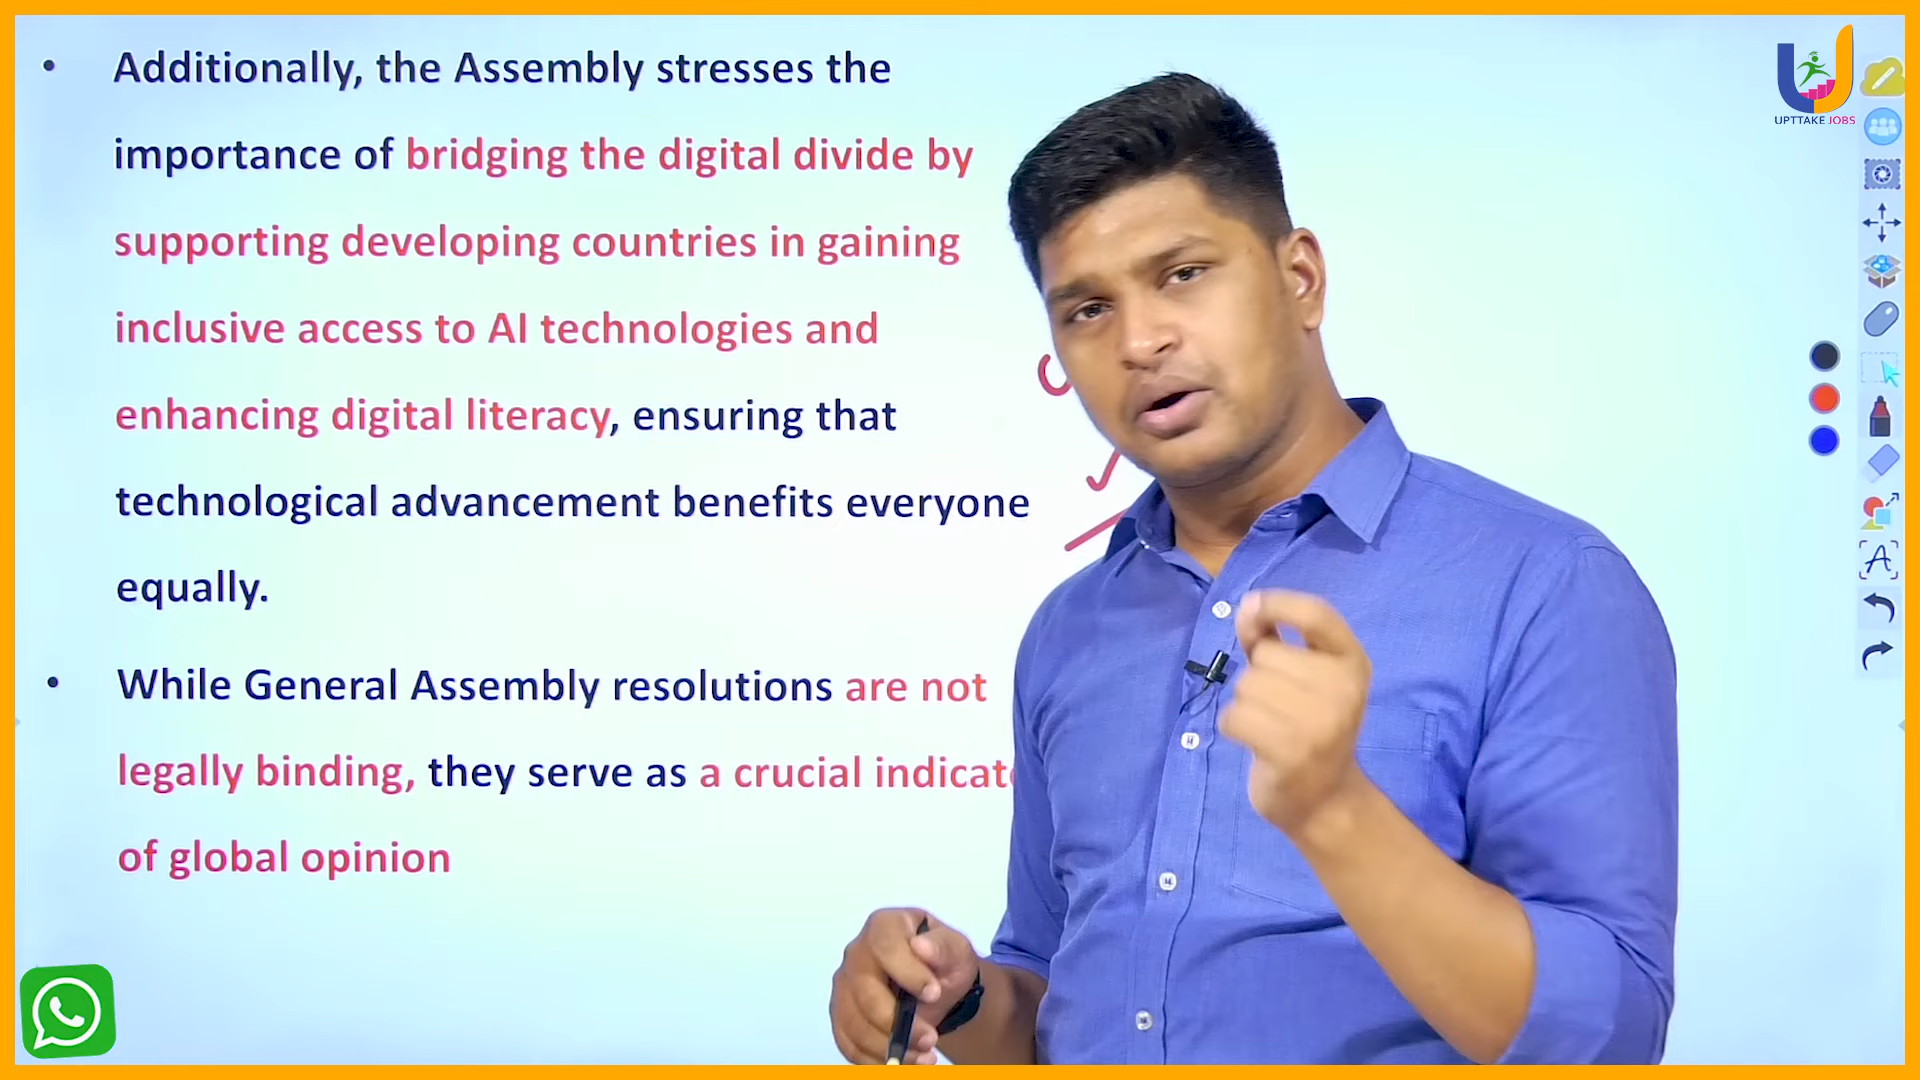 • Additionally, the Assembly stresses the
importance of bridging the digital divide by
supporting developing countries in gaining
inclusive access to AI technologies and
enhancing digital literacy, ensuring that
technological advancement benefits everyone
equally.
• While General Assembly resolutions are not
legally binding, they serve as a crucial
of global opinion
UPTTAKE JOBS
A